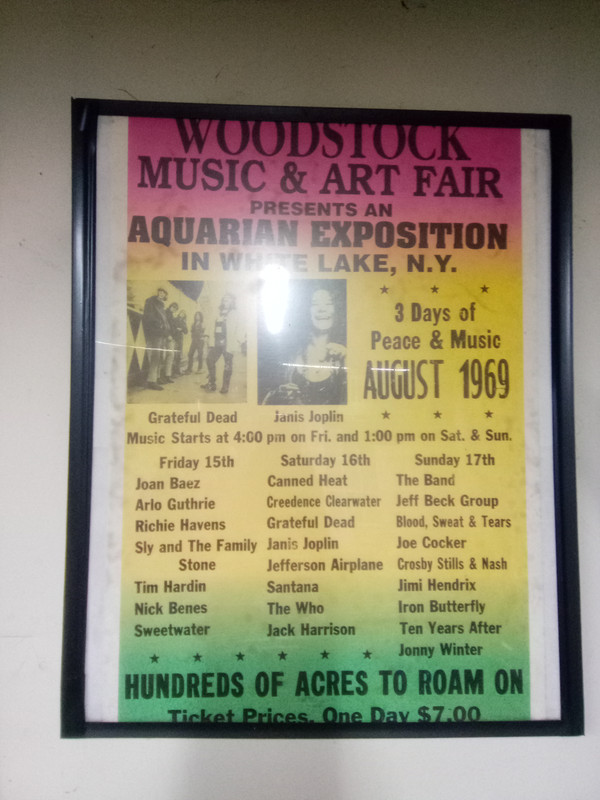 WOODSTOCK
MUSIC & ART FAIR
PRESENTS AN
AQUARIAN EXPOSITION
IN WHITE LAKE, N.Y.
3 Days of
Peace & Music
AUGUST 1969
Grateful Dead
Janis Joplin
Music Starts at 4:00 pm on Fri. and 1:00 pm on Sat. & Sun.
Friday 15th
Joan Baez
Arlo Guthrie
Richie Havens
Sly and The Family
Stone
Tim Hardin
Nick Benes
Sweetwater
Saturday 16th
Canned Heat
Creedence Clearwater
Grateful Dead
Janis Joplin
Jefferson Airplane
Santana
The Who
Jack Harrison
Sunday 17th
The Band
Jeff Beck Group
Blood, Sweat & Tears
Joe Cocker
Crosby Stills & Nash
Jimi Hendrix
Iron Butterfly
Ten Years After
Jonny Winter
HUNDREDS OF ACRES TO ROAM ON
Ticket Prices, One Day $7.00